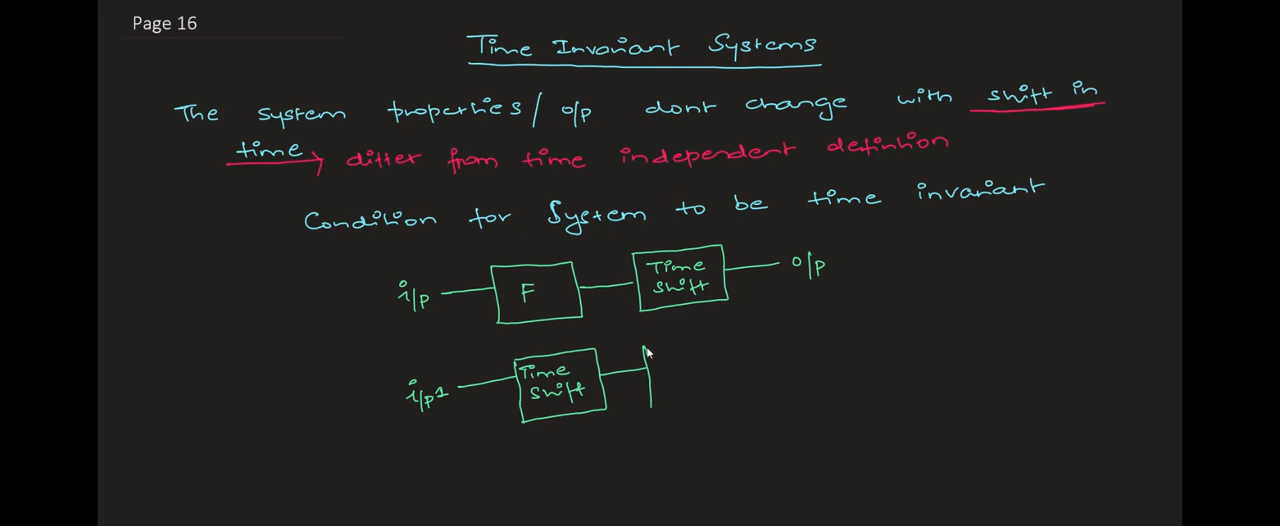 Page 16
Time Invariant Systems
The system properties / o/p dont change with shift in
time → differ from time independent defintion
Condition for System to be time invariant
i/p F Time Shift o/p
i/p1 Time Shift